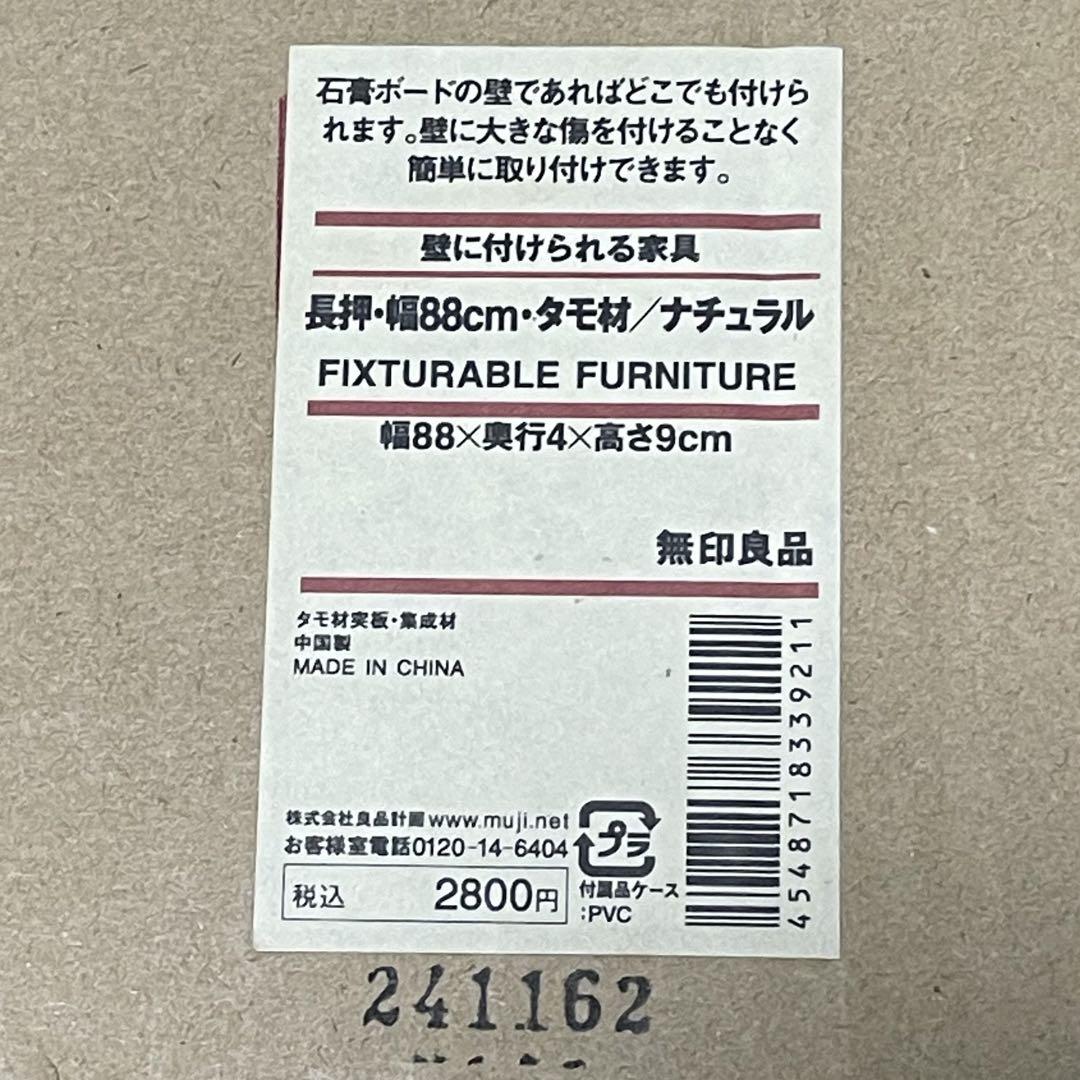 石膏ボードの壁であればどこでも付けら
れます。壁に大きな傷を付けることなく
簡単に取り付けできます。
壁に付けられる家具
長押・幅88cm・タモ材/ナチュラル
FIXTURABLE FURNITURE
幅88×奥行4×高さ9cm
無印良品
タモ材突板・集成材
中国製
MADE IN CHINA
株式会社良品計画 www.muji.net
お客様室電話0120-14-6404
税込 2800円
プラ
付属品ケース
:PVC
4548718339211
241162